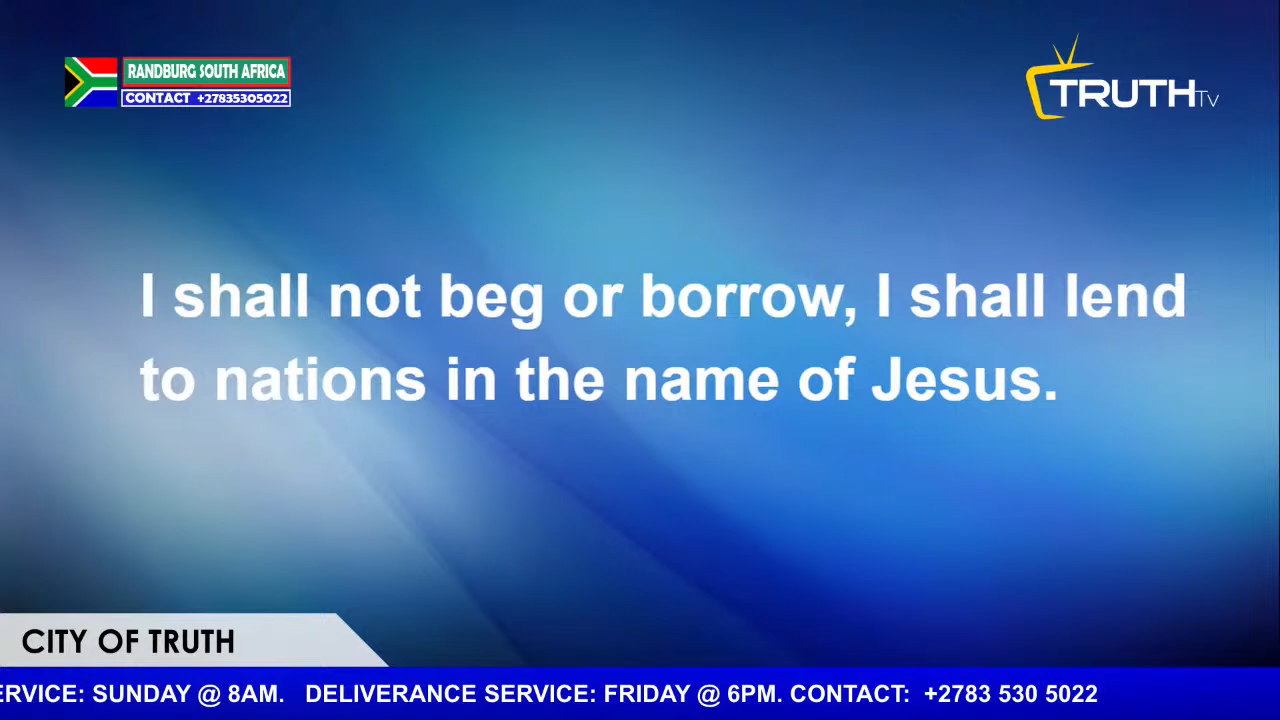 RANDBURG SOUTH AFRICA
CONTACT +27835305022
TRUTH TV
I shall not beg or borrow, I shall lend
to nations in the name of Jesus.
CITY OF TRUTH
ERVICE: SUNDAY @ 8AM. DELIVERANCE SERVICE: FRIDAY @ 6PM. CONTACT: +2783 530 5022